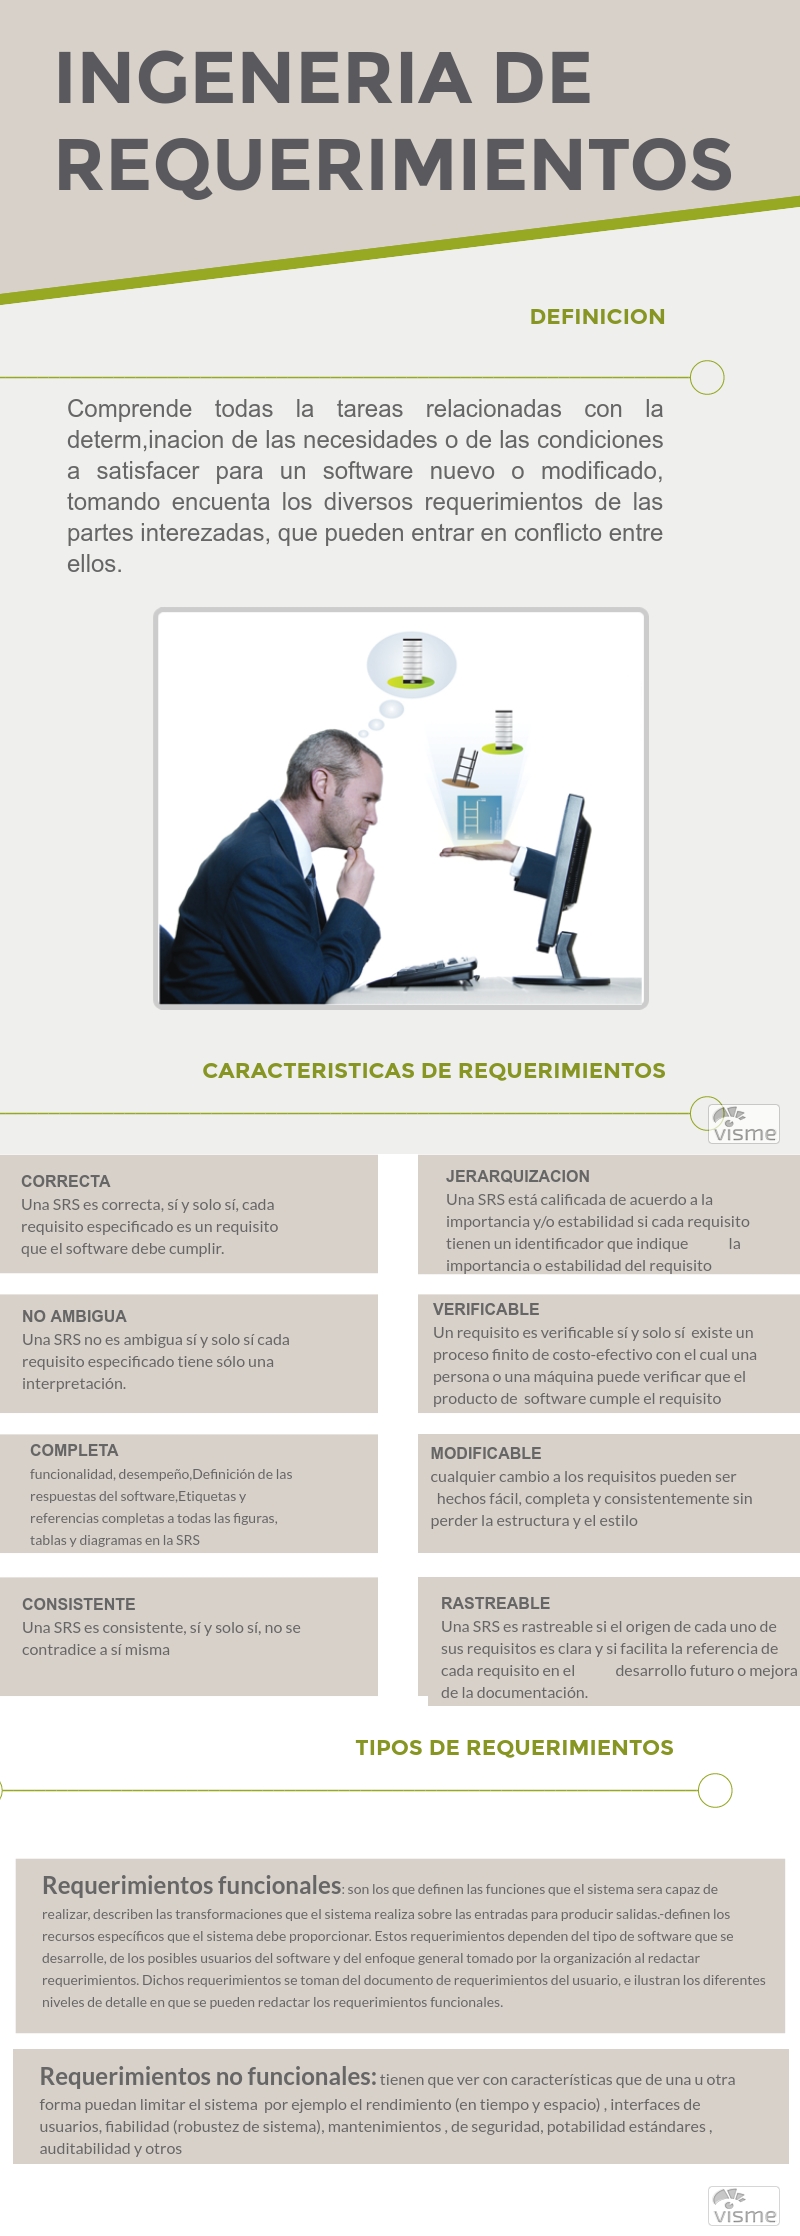 INGENERIA DE
REQUERIMIENTOS
DEFINICION
Comprende todas la tareas relacionadas con la
determ,inacion de las necesidades o de las condiciones
a satisfacer para un software nuevo o modificado,
tomando encuenta los diversos requerimientos de las
partes interezadas, que pueden entrar en conflicto entre
ellos.
CARACTERISTICAS DE REQUERIMIENTOS
visme
CORRECTA
Una SRS es correcta, sí y solo sí, cada
requisito especificado es un requisito
que el software debe cumplir.
JERARQUIZACION
Una SRS está calificada de acuerdo a la
importancia y/o estabilidad si cada requisito
tienen un identificador que indique la
importancia o estabilidad del requisito
NO AMBIGUA
Una SRS no es ambigua sí y solo sí cada
requisito especificado tiene sólo una
interpretación.
VERIFICABLE
Un requisito es verificable sí y solo sí existe un
proceso finito de costo-efectivo con el cual una
persona o una máquina puede verificar que el
producto de software cumple el requisito
COMPLETA
funcionalidad, desempeño,Definición de las
respuestas del software,Etiquetas y
referencias completas a todas las figuras,
tablas y diagramas en la SRS
MODIFICABLE
cualquier cambio a los requisitos pueden ser
hechos fácil, completa y consistentemente sin
perder la estructura y el estilo
CONSISTENTE
Una SRS es consistente, sí y solo sí, no se
contradice a sí misma
RASTREABLE
Una SRS es rastreable si el origen de cada uno de
sus requisitos es clara y si facilita la referencia de
cada requisito en el desarrollo futuro o mejora
de la documentación.
TIPOS DE REQUERIMIENTOS
Requerimientos funcionales: son los que definen las funciones que el sistema sera capaz de
realizar, describen las transformaciones que el sistema realiza sobre las entradas para producir salidas.-definen los
recursos específicos que el sistema debe proporcionar. Estos requerimientos dependen del tipo de software que se
desarrolle, de los posibles usuarios del software y del enfoque general tomado por la organización al redactar
requerimientos. Dichos requerimientos se toman del documento de requerimientos del usuario, e ilustran los diferentes
niveles de detalle en que se pueden redactar los requerimientos funcionales.
Requerimientos no funcionales: tienen que ver con características que de una u otra
forma puedan limitar el sistema por ejemplo el rendimiento (en tiempo y espacio) , interfaces de
usuarios, fiabilidad (robustez de sistema), mantenimientos , de seguridad, potabilidad estándares ,
auditabilidad y otros
visme